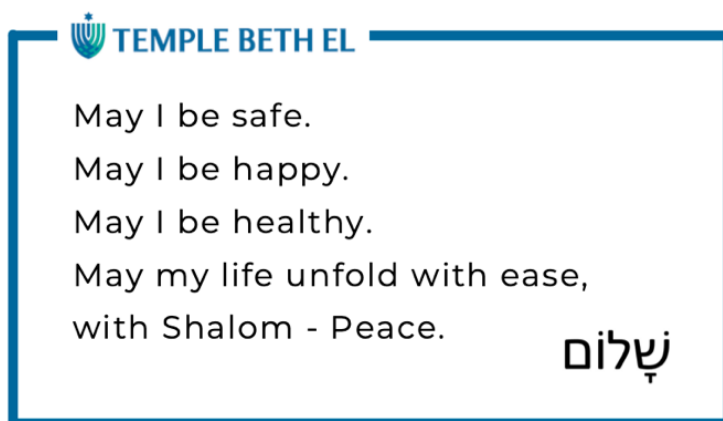 TEMPLE BETH EL
May I be safe.
May I be happy.
May I be healthy.
May my life unfold with ease,
with Shalom - Peace.
שָׁלוֹם